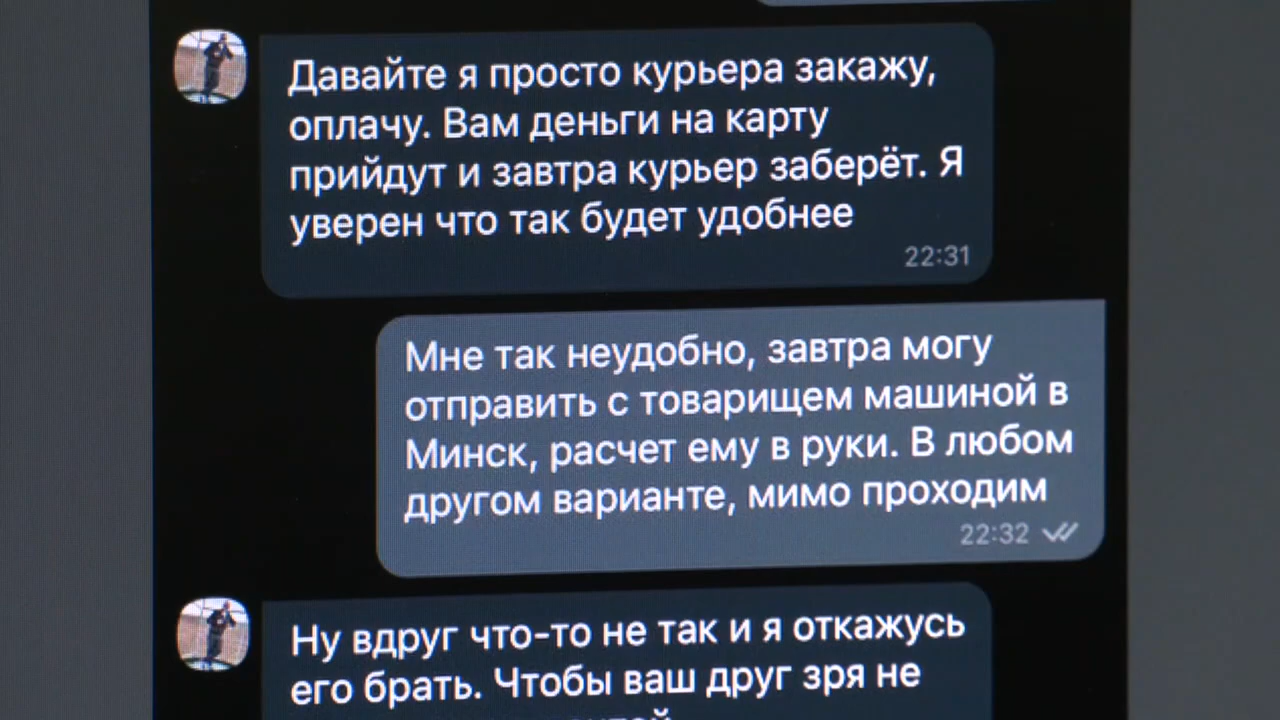 Давайте я просто курьера закажу,
оплачу. Вам деньги на карту
прийдут и завтра курьер заберёт. Я
уверен что так будет удобнее
22:31
Мне так неудобно, завтра могу
отправить с товарищем машиной в
Минск, расчет ему в руки. В любом
другом варианте, мимо проходим
22:32
Ну вдруг что-то не так и я откажусь
его брать. Чтобы ваш друг зря не